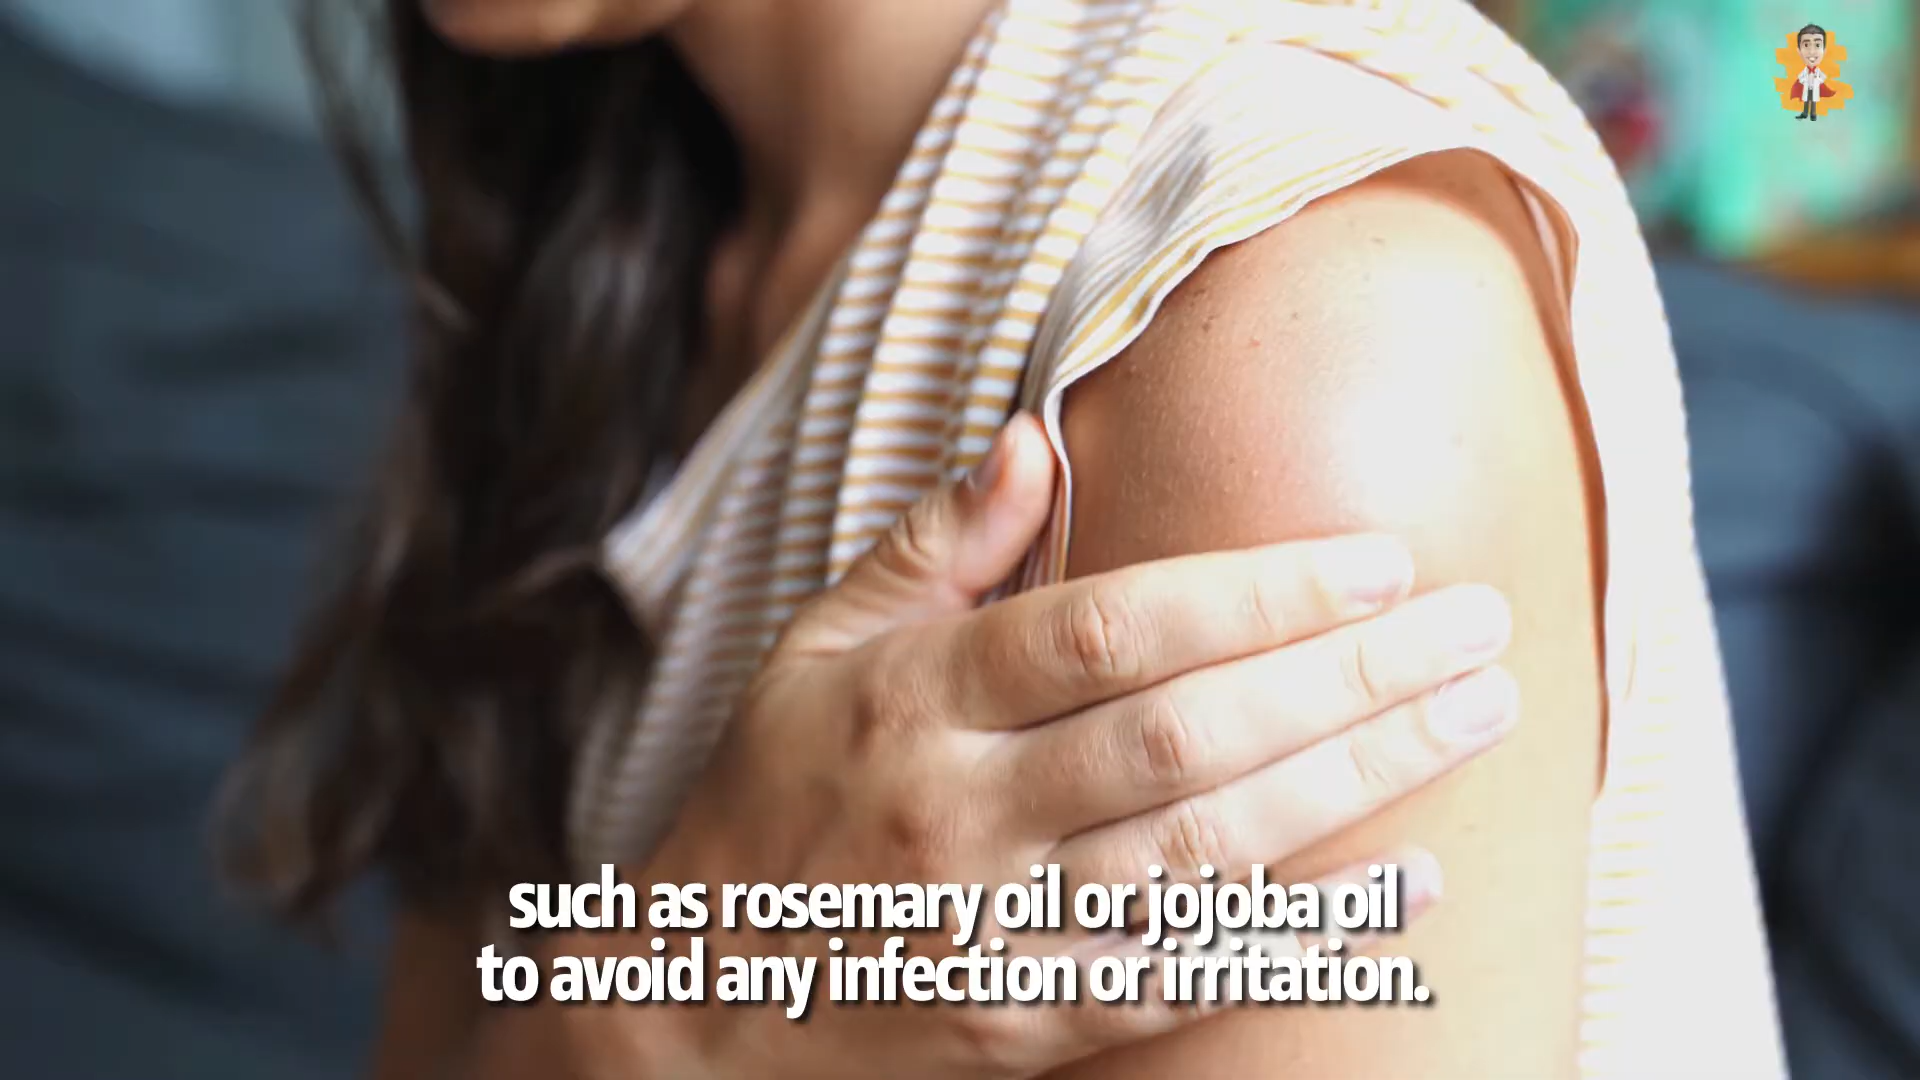 such as rosemary oil or jojoba oil
to avoid any infection or irritation.